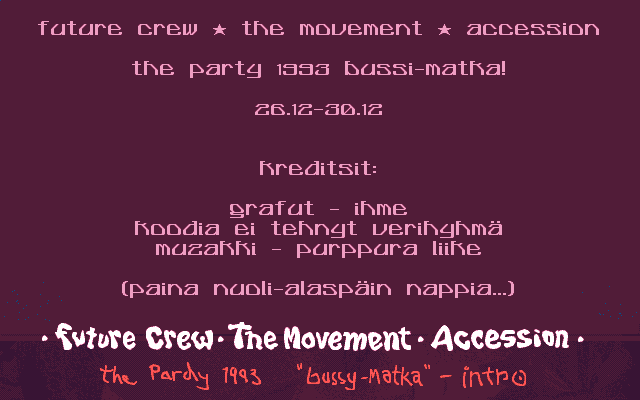 future crew ★ the movement ★ accession
the party 1993 bussi-matka!
26.12-30.12
kreditsit:
grafut - ihme
koodia ei tehnyt verihyhmä
muzakki - purppura liike
(paina nuoli-alaspäin nappia...)
· future Crew · The Movement · Accession ·
the Pardy 1993 "bussy-Matka" - intro